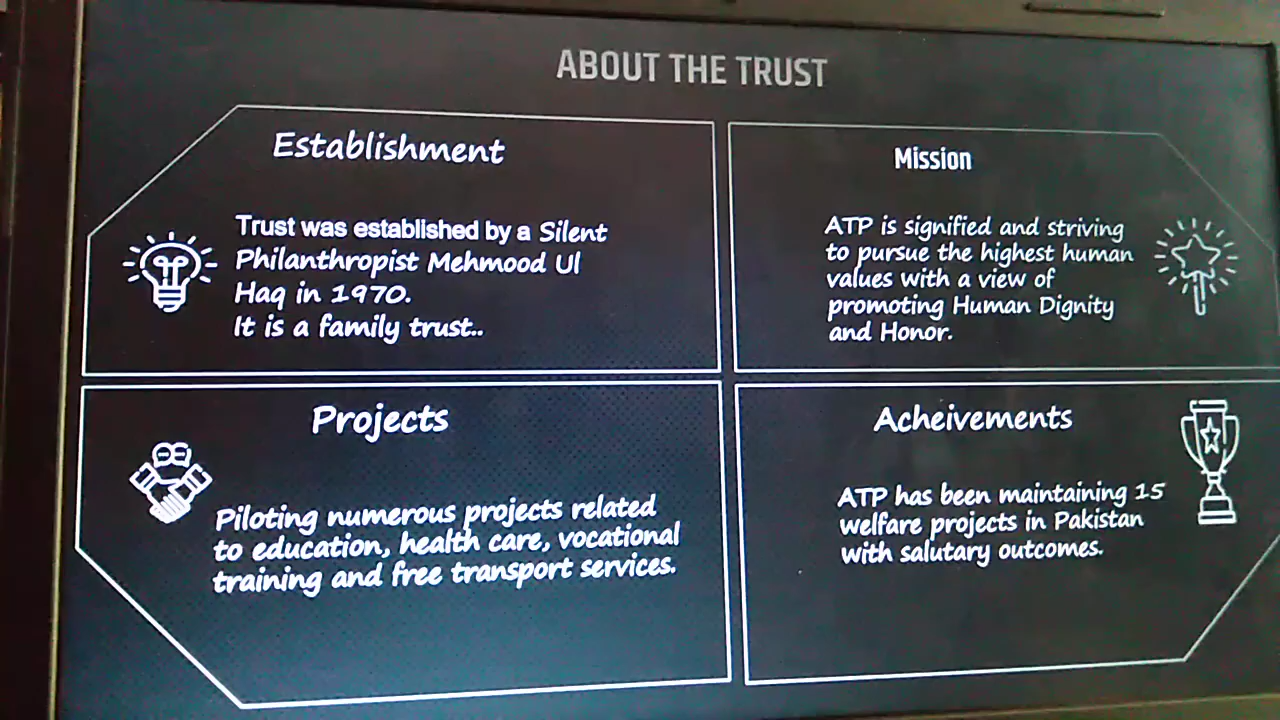 ABOUT THE TRUST
Establishment
Trust was established by a Silent
Philanthropist Mehmood Ul
Haq in 1970.
It is a family trust..
Mission
ATP is signified and striving
to pursue the highest human
values with a view of
promoting Human Dignity
and Honor.
Projects
Piloting numerous projects related
to education, health care, vocational
training and free transport services.
Acheivements
ATP has been maintaining 15
welfare projects in Pakistan
with salutary outcomes.